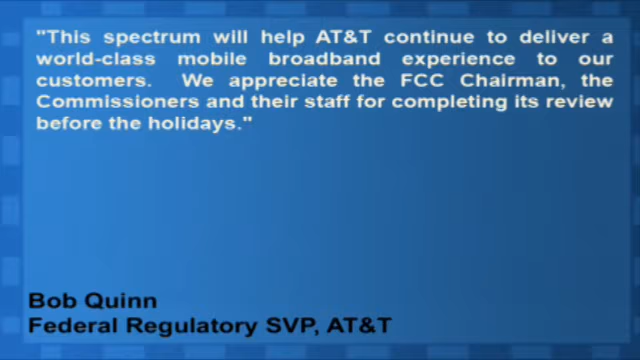 "This spectrum will help AT&T continue to deliver a
world-class mobile broadband experience to our
customers. We appreciate the FCC Chairman, the
Commissioners and their staff for completing its review
before the holidays."
Bob Quinn
Federal Regulatory SVP, AT&T